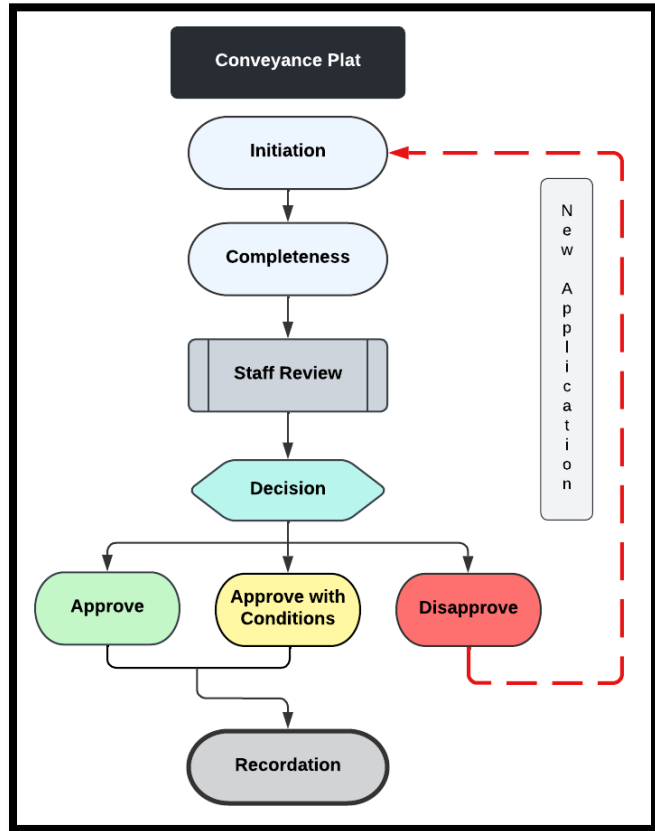 Conveyance Plat
Initiation
Completeness
Staff Review
Decision
Approve
Approve with
Conditions
Disapprove
Recordation
New Application